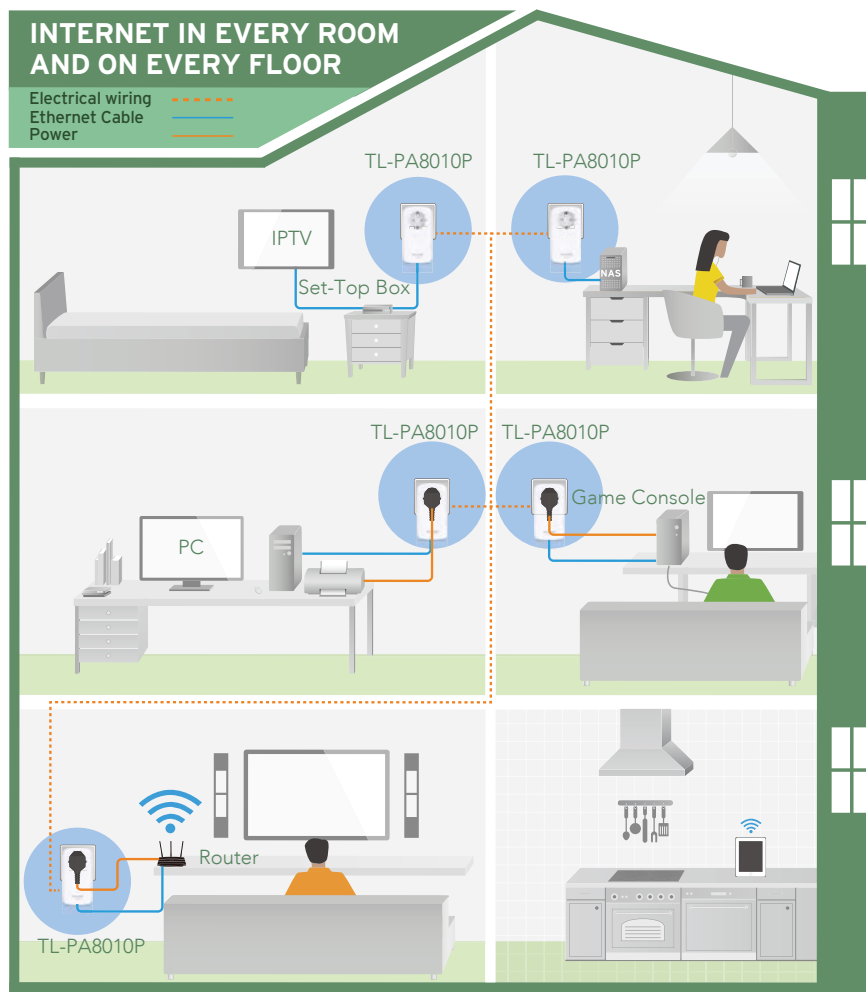 INTERNET IN EVERY ROOM
AND ON EVERY FLOOR
Electrical wiring
Ethernet Cable
Power
TL-PA8010P
TL-PA8010P
IPTV
Set-Top Box
NAS
TL-PA8010P
TL-PA8010P
Game Console
PC
Router
TL-PA8010P